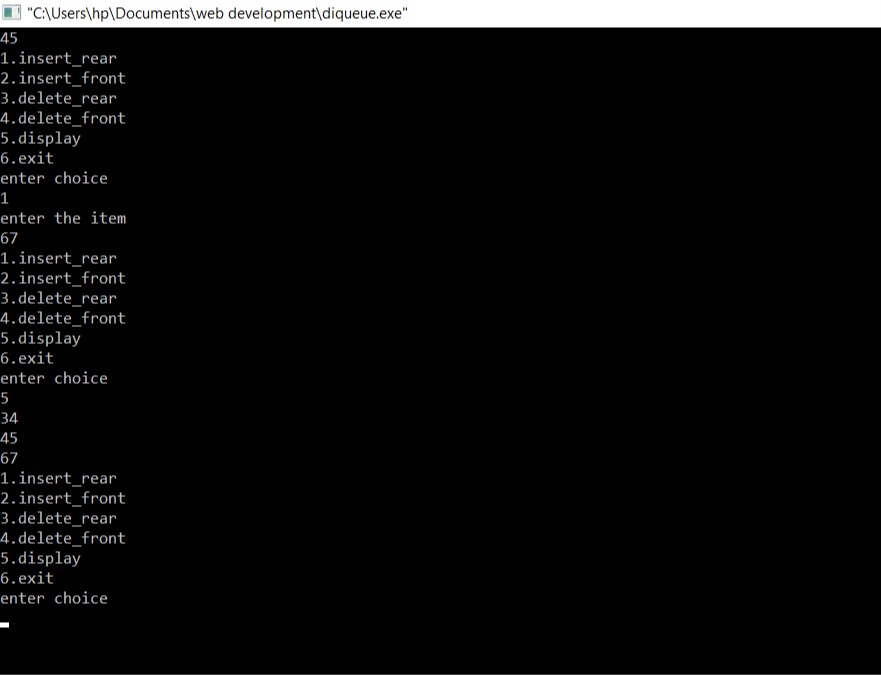 "C:\Users\hp\Documents\web development\diqueue.exe"
45
1.insert_rear
2.insert_front
3.delete_rear
4.delete_front
5.display
6.exit
enter choice
1
enter the item
67
1.insert_rear
2.insert_front
3.delete_rear
4.delete_front
5.display
6.exit
enter choice
5
34
45
67
1.insert_rear
2.insert_front
3.delete_rear
4.delete_front
5.display
6.exit
enter choice